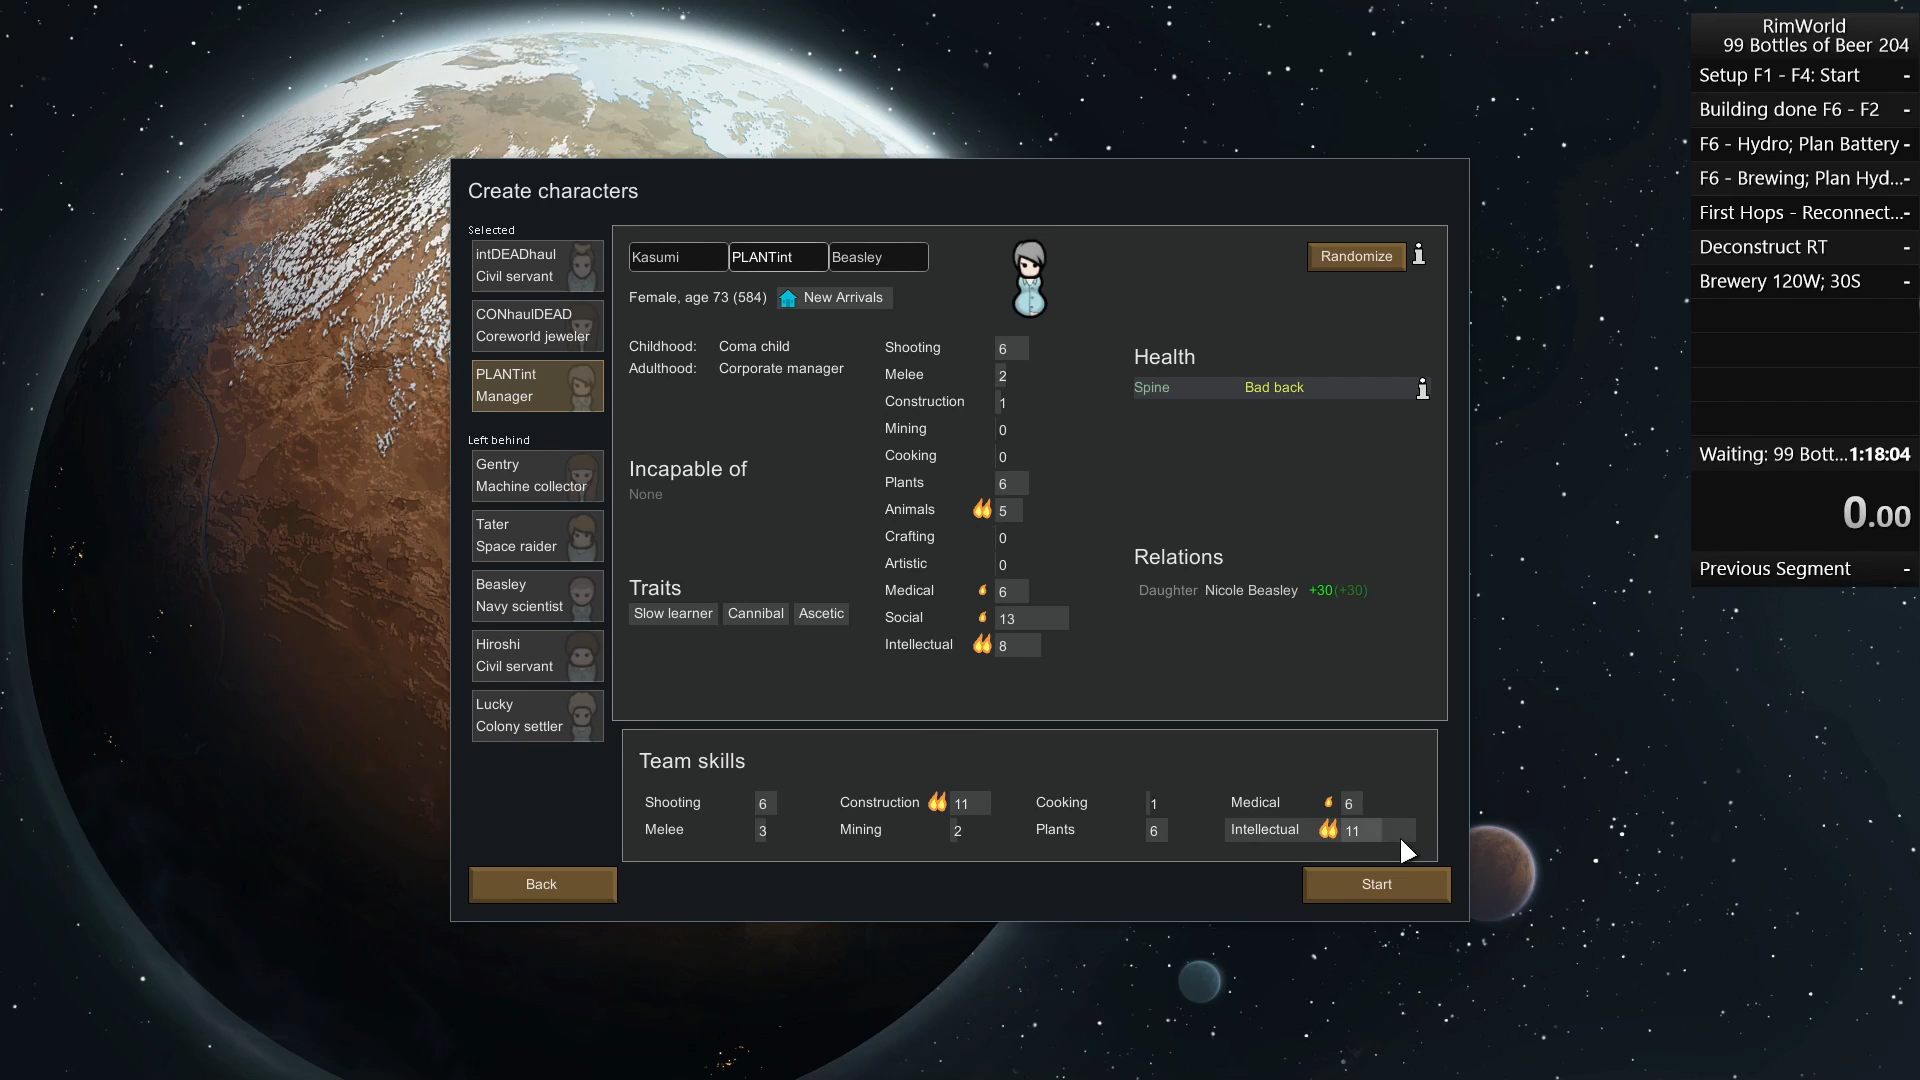 RimWorld
99 Bottles of Beer 204
Setup F1 - F4: Start -
Building done F6 - F2 -
F6 - Hydro; Plan Battery -
F6 - Brewing; Plan Hyd...-
First Hops - Reconnect...-
Deconstruct RT -
Brewery 120W; 30S -
Waiting: 99 Bott...1:18:04
0.00
Previous Segment -
Create characters
Selected
intDEADhaul
Civil servant
CONhaulDEAD
Coreworld jeweler
PLANTint
Manager
Left behind
Gentry
Machine collector
Tater
Space raider
Beasley
Navy scientist
Hiroshi
Civil servant
Lucky
Colony settler
Kasumi PLANTint Beasley
Randomize
Female, age 73 (584) New Arrivals
Childhood: Coma child
Adulthood: Corporate manager
Incapable of
None
Traits
Slow learner Cannibal Ascetic
Shooting 6
Melee 2
Construction 1
Mining 0
Cooking 0
Plants 6
Animals 5
Crafting 0
Artistic 0
Medical 6
Social 13
Intellectual 8
Health
Spine Bad back
Relations
Daughter Nicole Beasley +30(+30)
Team skills
Shooting 6 Construction 11 Cooking 1 Medical 6
Melee 3 Mining 2 Plants 6 Intellectual 11
Back
Start